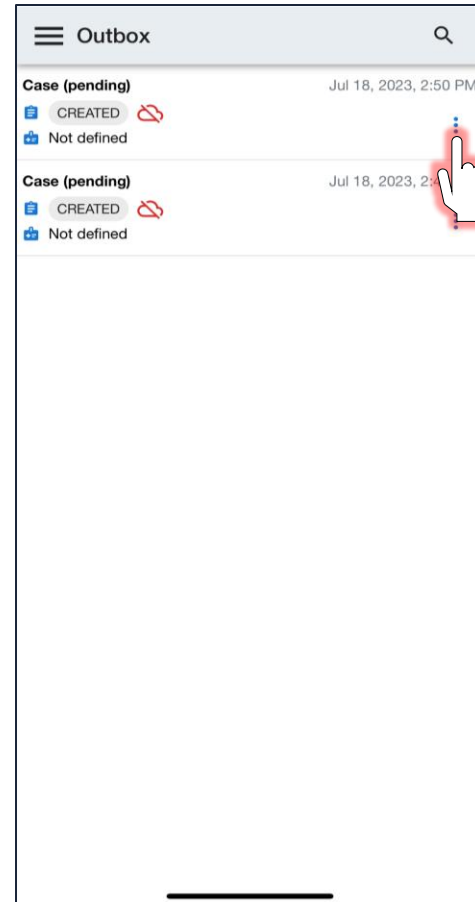 Outbox
Case (pending) Jul 18, 2023, 2:50 PM
CREATED
Not defined
Case (pending) Jul 18, 2023,
CREATED
Not defined